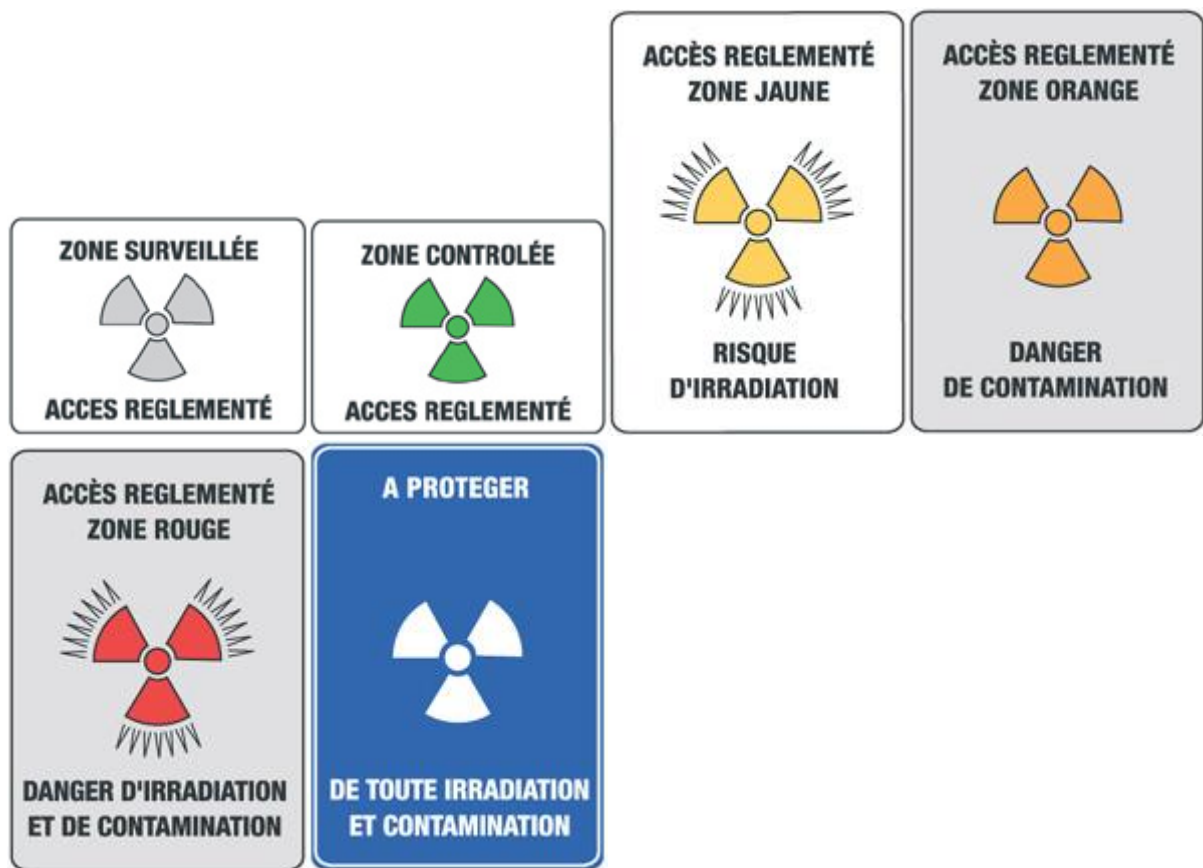 ACCÈS REGLEMENTÉ
ZONE JAUNE
RISQUE
D'IRRADIATION
ACCÈS REGLEMENTÉ
ZONE ORANGE
DANGER
DE CONTAMINATION
ZONE SURVEILLÉE
ACCES REGLEMENTÉ
ZONE CONTROLÉE
ACCES REGLEMENTÉ
ACCÈS REGLEMENTÉ
ZONE ROUGE
DANGER D'IRRADIATION
ET DE CONTAMINATION
A PROTEGER
DE TOUTE IRRADIATION
ET CONTAMINATION